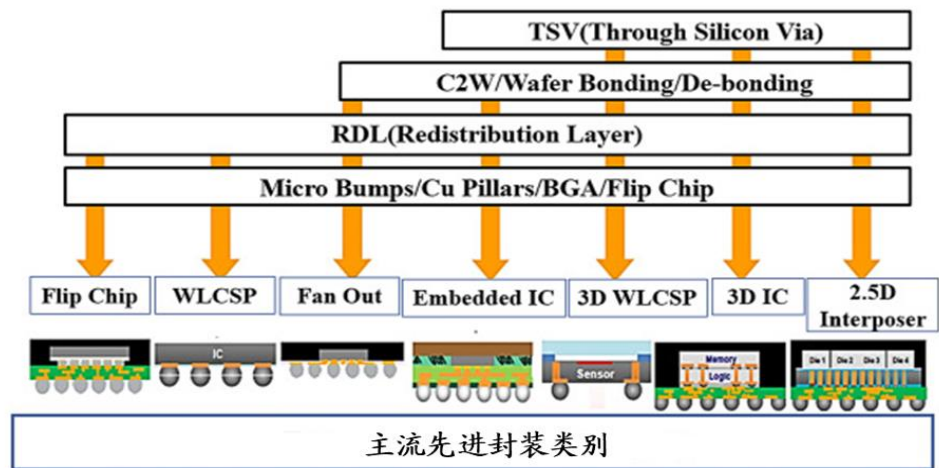 TSV(Through Silicon Via)
C2W/Wafer Bonding/De-bonding
RDL(Redistribution Layer)
Micro Bumps/Cu Pillars/BGA/Flip Chip
Flip Chip
WLCSP
Fan Out
Embedded IC
3D WLCSP
3D IC
2.5D
Interposer
IC
Sensor
Memory
Logic
Die 1
Die 2
Die 3
Die 4
主流先进封装类别